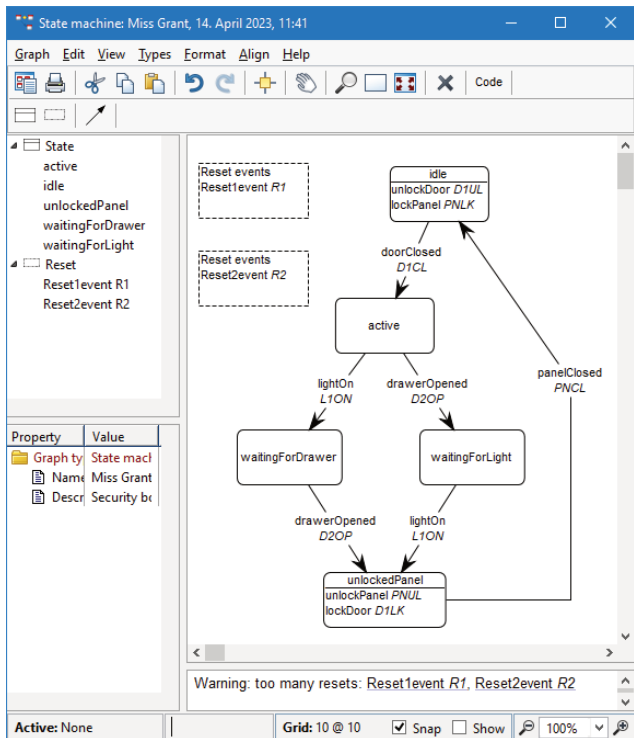 State machine: Miss Grant, 14. April 2023, 11:41
Graph Edit View Types Format Align Help
Code
State
active
idle
unlockedPanel
waitingForDrawer
waitingForLight
Reset
Reset1event R1
Reset2event R2
Property Value
Graph ty State mach
Name Miss Grant
Descr Security bo
Reset events
Reset1event R1
Reset events
Reset2event R2
idle
unlockDoor D1UL
lockPanel PNLK
doorClosed
D1CL
active
panelClosed
PNCL
lightOn
L1ON
drawerOpened
D2OP
waitingForDrawer
waitingForLight
drawerOpened
D2OP
lightOn
L1ON
unlockedPanel
unlockPanel PNUL
lockDoor D1LK
Warning: too many resets: Reset1event R1, Reset2event R2
Active: None
Grid: 10 @ 10 Snap Show 100%